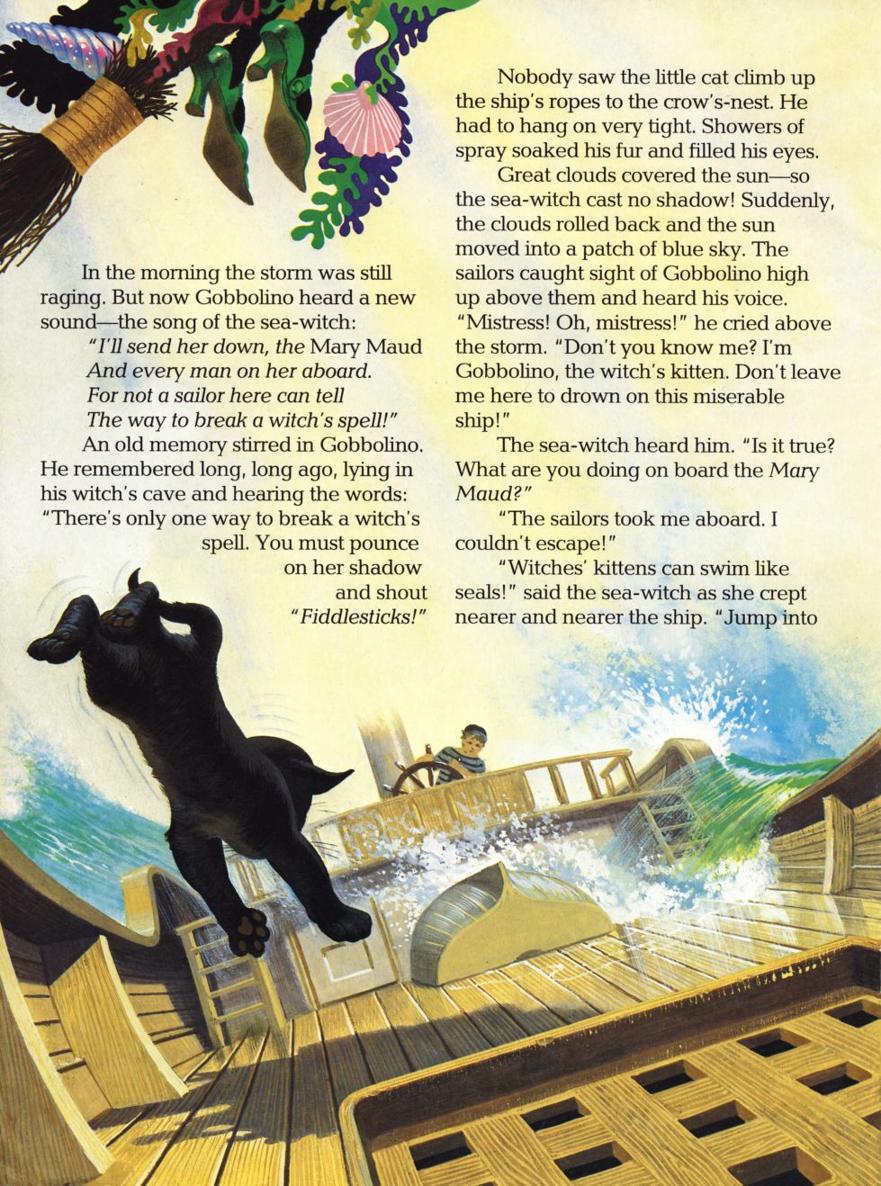 In the morning the storm was still
raging. But now Gobbolino heard a new
sound—the song of the sea-witch:
“I'll send her down, the Mary Maud
And every man on her aboard.
For not a sailor here can tell
The way to break a witch's spell!”
An old memory stirred in Gobbolino.
He remembered long, long ago, lying in
his witch's cave and hearing the words:
“There's only one way to break a witch's
spell. You must pounce
on her shadow
and shout
“Fiddlesticks!”
Nobody saw the little cat climb up
the ship's ropes to the crow's-nest. He
had to hang on very tight. Showers of
spray soaked his fur and filled his eyes.
Great clouds covered the sun—so
the sea-witch cast no shadow! Suddenly,
the clouds rolled back and the sun
moved into a patch of blue sky. The
sailors caught sight of Gobbolino high
up above them and heard his voice.
“Mistress! Oh, mistress!” he cried above
the storm. “Don't you know me? I'm
Gobbolino, the witch's kitten. Don't leave
me here to drown on this miserable
ship!”
The sea-witch heard him. “Is it true?
What are you doing on board the Mary
Maud?”
“The sailors took me aboard. I
couldn't escape!”
“Witches' kittens can swim like
seals!” said the sea-witch as she crept
nearer and nearer the ship. “Jump into